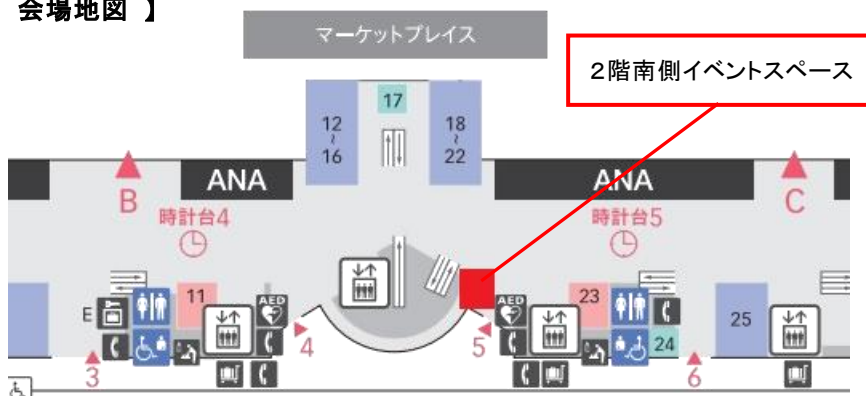 会場地図 】
マーケットプレイス
2階南側イベントスペース
17
12
~
16
18
~
22
ANA
ANA
B
C
時計台4
時計台5
E
11
AED
AED
23
24
25
3
4
5
6